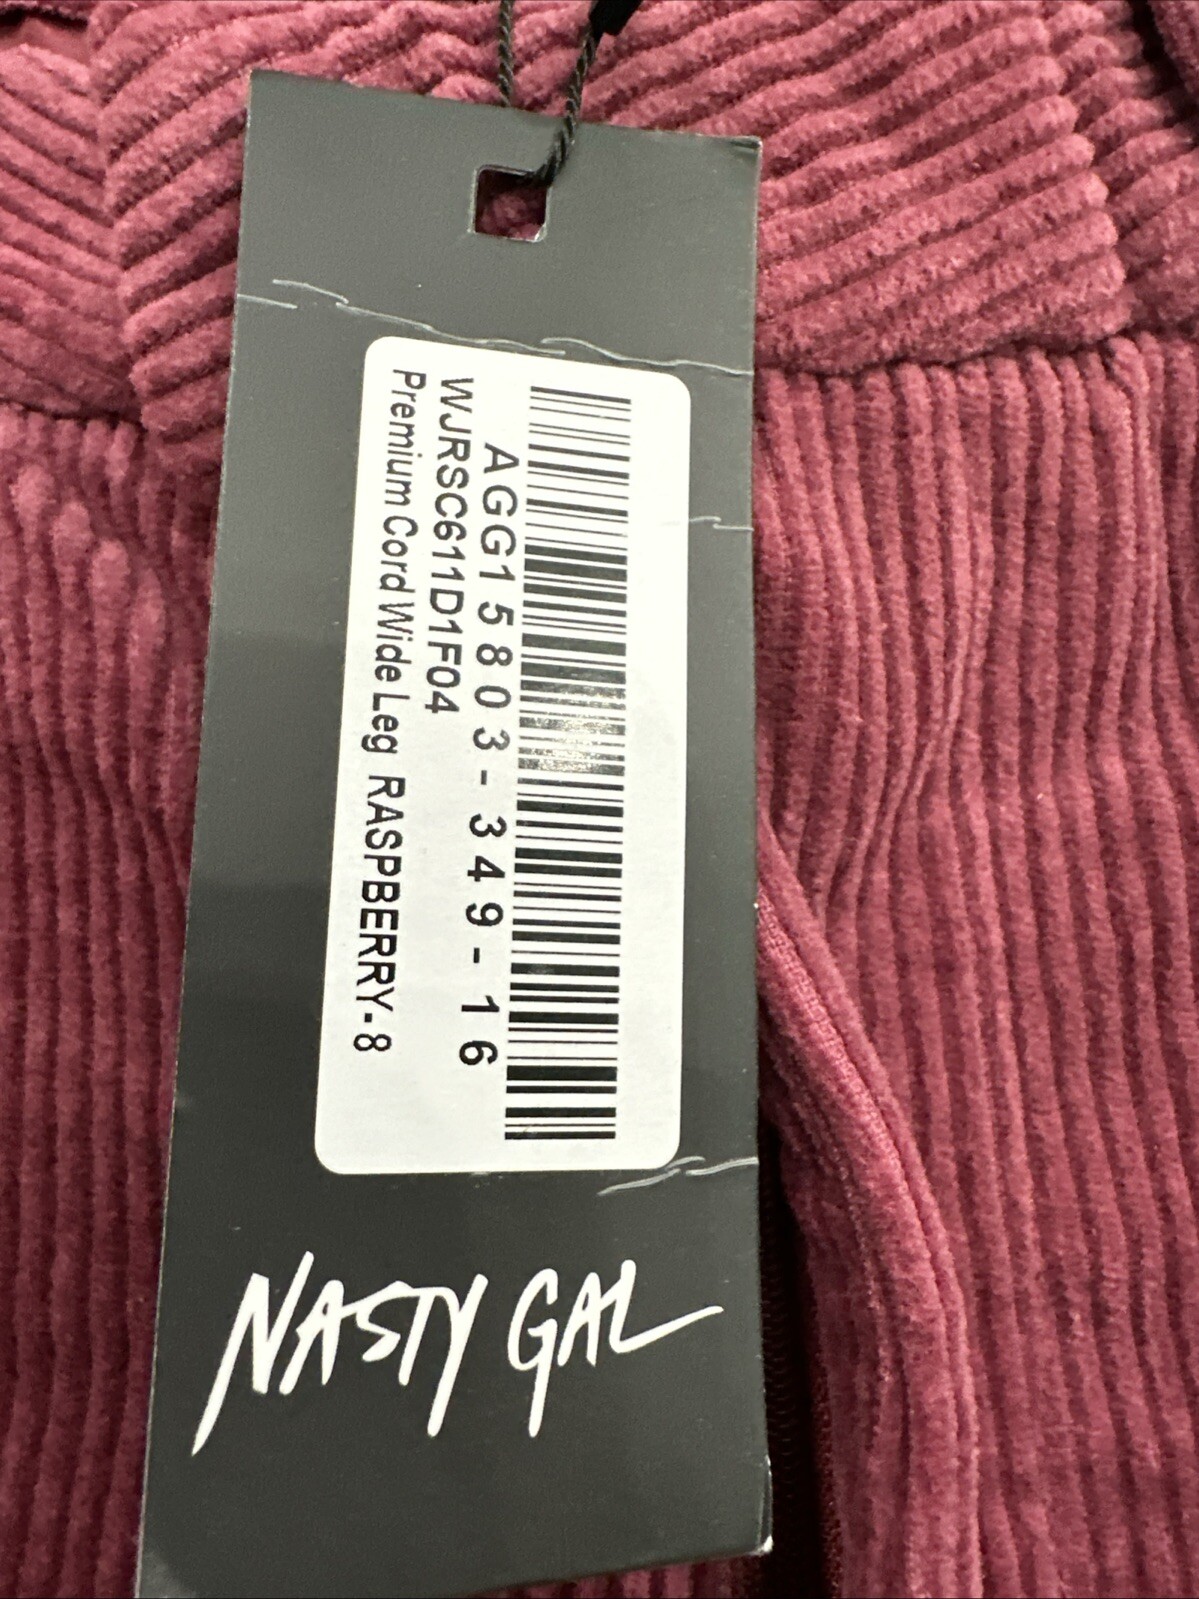 AGG15803-349-16
WJRSC611D1F04
Premium Cord Wide Leg RASPBERRY-8
NASTY GAL